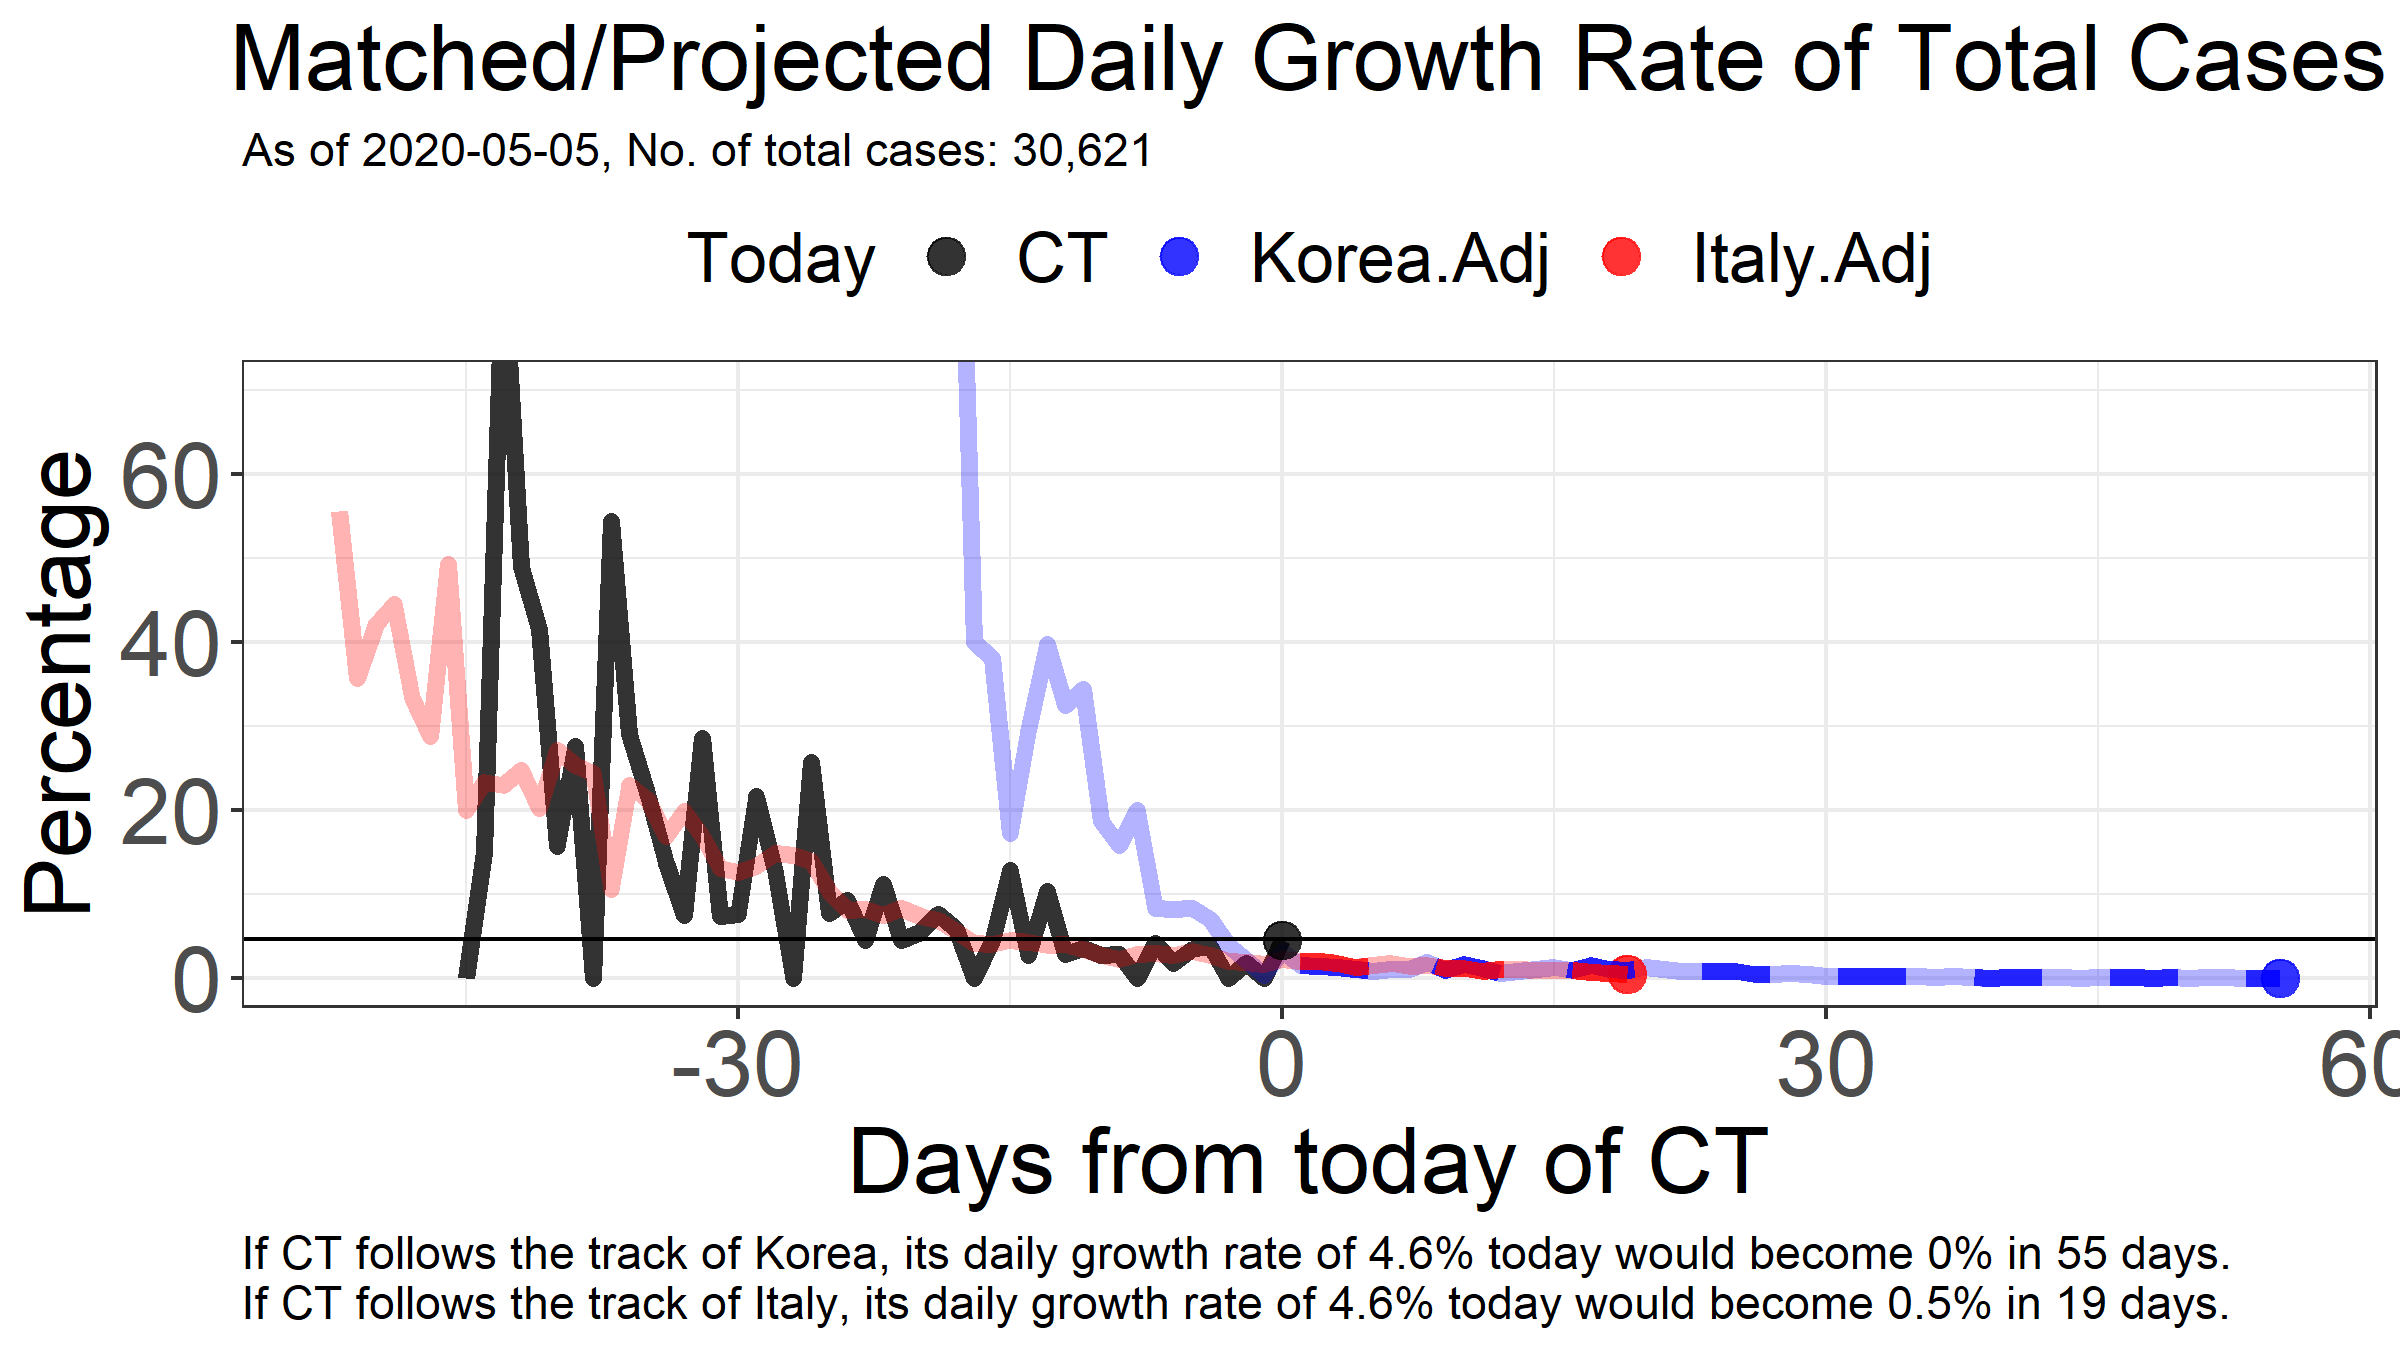 Matched/Projected Daily Growth Rate of Total Cases
As of 2020-05-05, No. of total cases: 30,621
Today CT Korea.Adj Italy.Adj
Percentage
60
40
20
0
-30 0 30 60
Days from today of CT
If CT follows the track of Korea, its daily growth rate of 4.6% today would become 0% in 55 days.
If CT follows the track of Italy, its daily growth rate of 4.6% today would become 0.5% in 19 days.